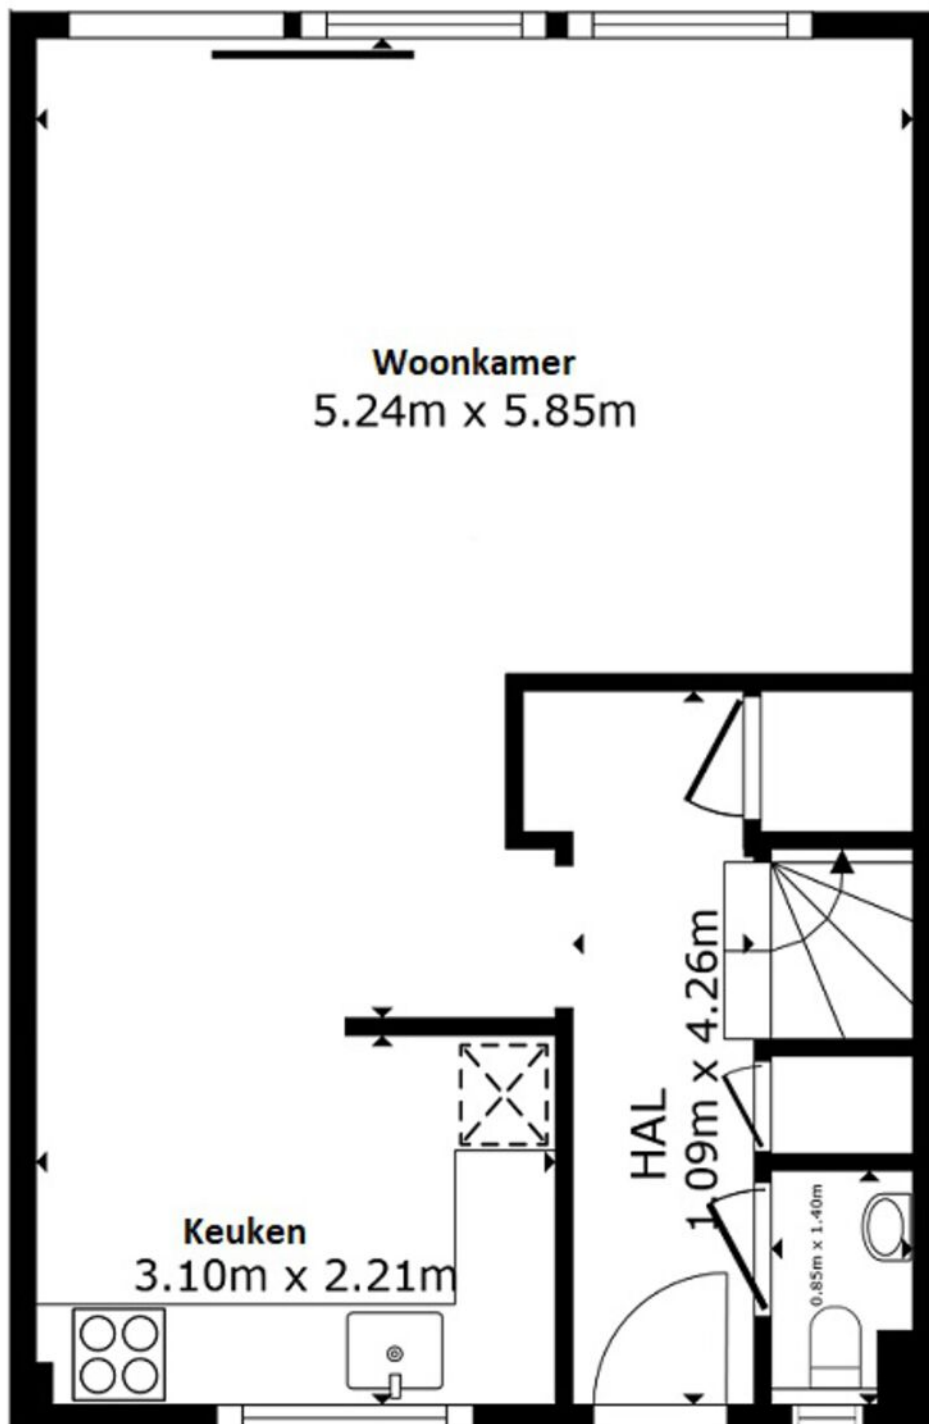 Woonkamer
5.24m x 5.85m
HAL
1.09m x 4.26m
0.85m x 1.40m
Keuken
3.10m x 2.21m